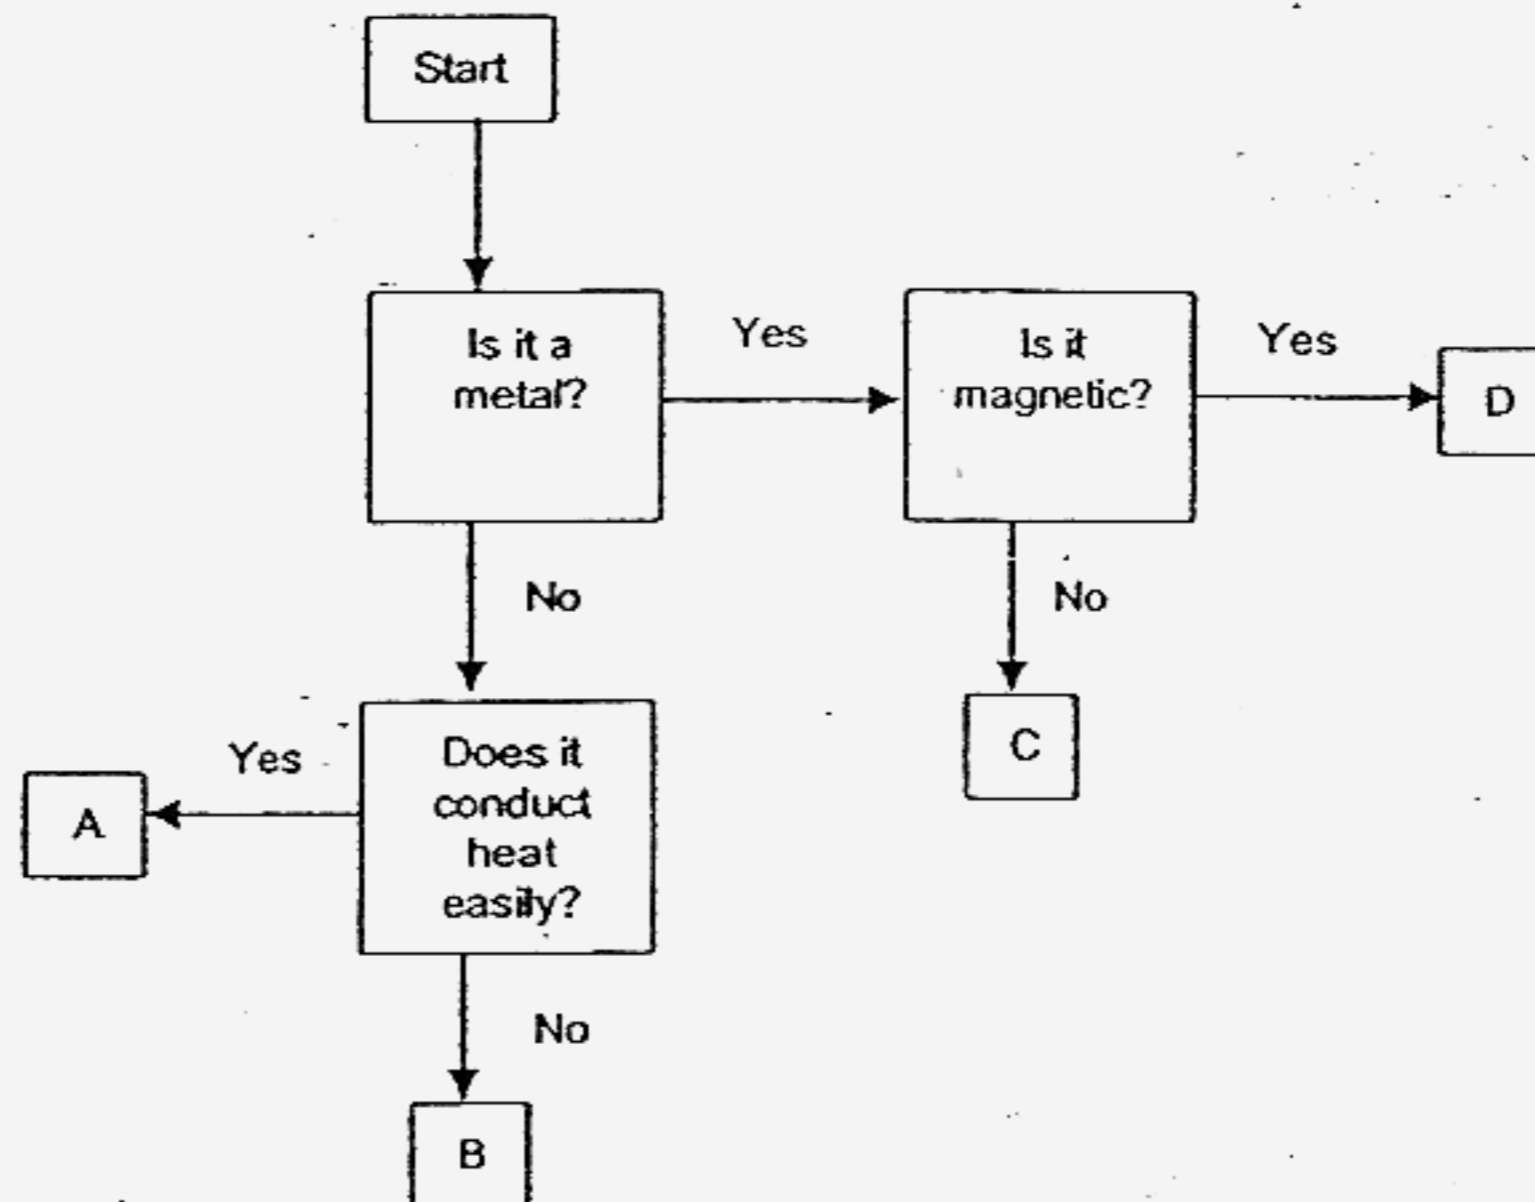 Start
Is it a
metal?
Yes
Is it
magnetic?
Yes
D
No
No
Does it
conduct
heat
easily?
Yes
A
C
No
B